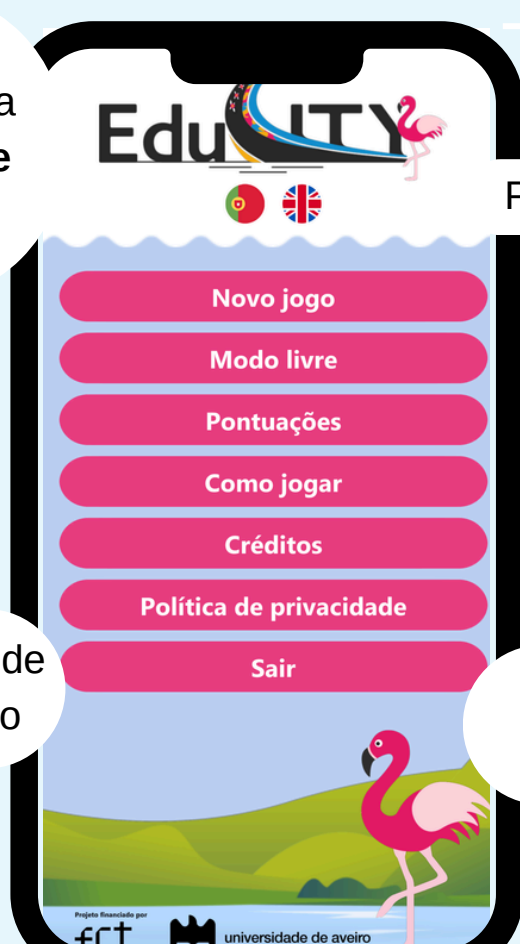 a
e
EduCITY
F
Novo jogo
Modo livre
Pontuações
Como jogar
Créditos
Política de privacidade
Sair
de
o
Projeto financiado por
fct
universidade de aveiro